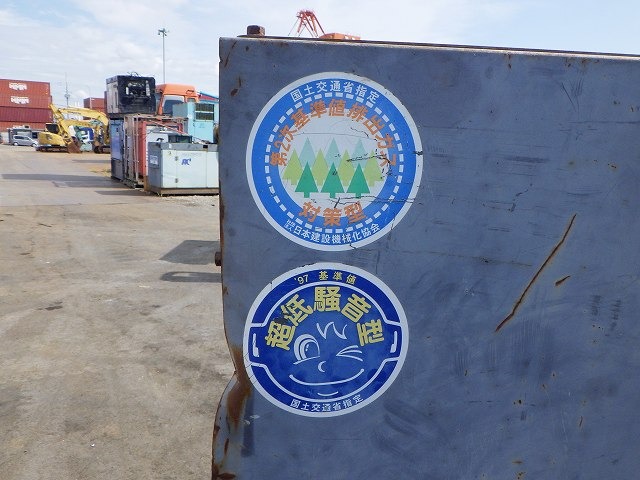 国土交通省指定
第2次基準値排出ガス
対策型
日本建設機械化協会
'97 基準値
超低騒音型
国土交通省指定